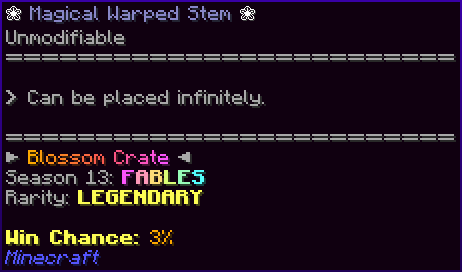 ❀ Magical Warped Stem ❀
Unmodifiable
==================================
> Can be placed infinitely.
==================================
► Blossom Crate ◄
Season 13: FABLES
Rarity: LEGENDARY
Win Chance: 3%
Minecraft